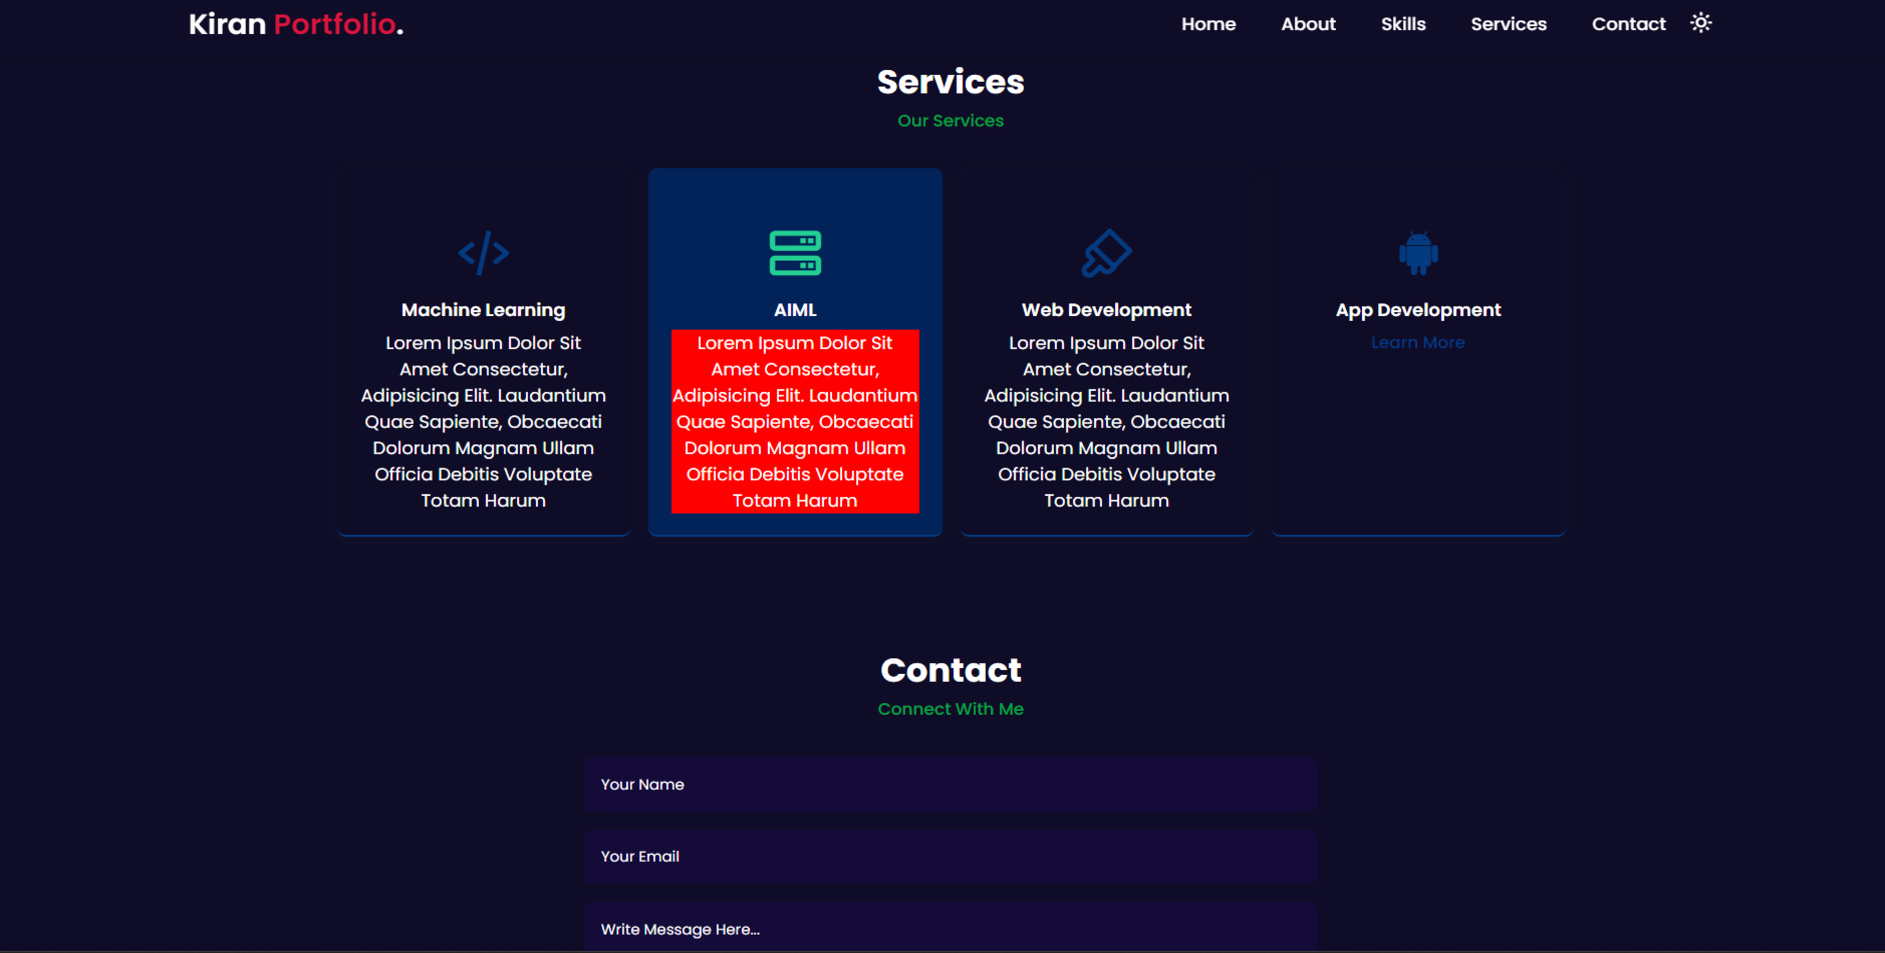 Kiran Portfolio.
Home About Skills Services Contact
Services
Our Services
Machine Learning
Lorem Ipsum Dolor Sit
Amet Consectetur,
Adipisicing Elit. Laudantium
Quae Sapiente, Obcaecati
Dolorum Magnam Ullam
Officia Debitis Voluptate
Totam Harum
AIML
Lorem Ipsum Dolor Sit
Amet Consectetur,
Adipisicing Elit. Laudantium
Quae Sapiente, Obcaecati
Dolorum Magnam Ullam
Officia Debitis Voluptate
Totam Harum
Web Development
Lorem Ipsum Dolor Sit
Amet Consectetur,
Adipisicing Elit. Laudantium
Quae Sapiente, Obcaecati
Dolorum Magnam Ullam
Officia Debitis Voluptate
Totam Harum
App Development
Learn More
Contact
Connect With Me
Your Name
Your Email
Write Message Here...